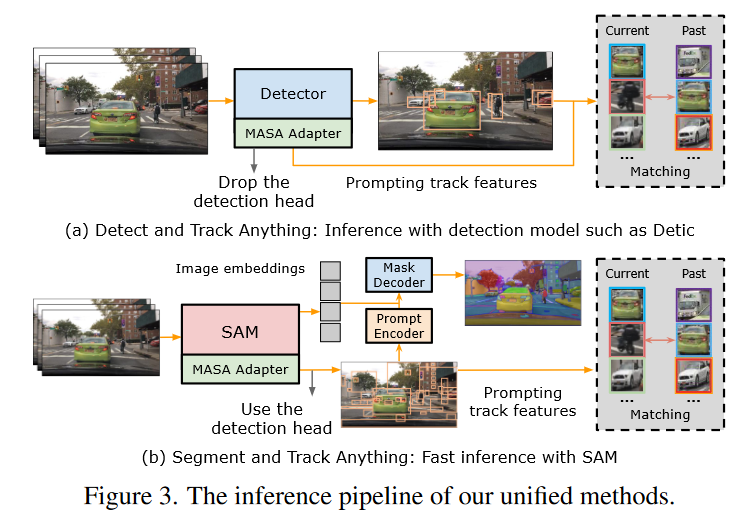 Current Past
Detector
MASA Adapter
Drop the
detection head
Prompting track features
...
...
Matching
(a) Detect and Track Anything: Inference with detection model such as Detic
Image embeddings
Mask
Decoder
SAM
Prompt
Encoder
MASA Adapter
Use the
detection head
Prompting
track features
Current Past
...
...
Matching
(b) Segment and Track Anything: Fast inference with SAM
Figure 3. The inference pipeline of our unified methods.